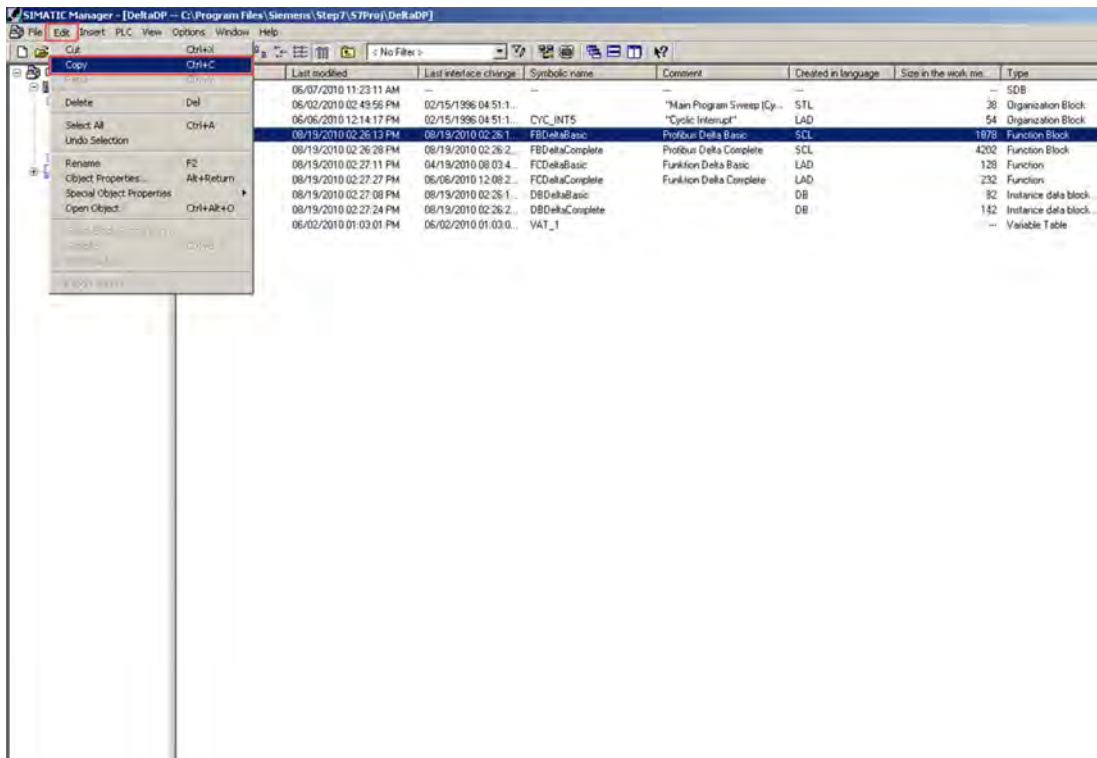 SIMATIC Manager - [DeltaDP -- C:\Program Files\Siemens\Step7\S7Proj\DeltaDP]
File Edit Insert PLC View Options Window Help
< No Filter >
Cut Ctrl+X
Copy Ctrl+C
Delete Del
Select All Ctrl+A
Undo Selection
Rename F2
Object Properties... Alt+Return
Special Object Properties
Open Object Ctrl+Alt+O
Last modified Last interface change Symbolic name Comment Created in language Size in the work me... Type
06/07/2010 11:23:11 AM --- --- --- --- --- SDB
06/02/2010 02:49:56 PM 02/15/1996 04:51:1... "Main Program Sweep (Cy... STL 38 Organization Block
06/06/2010 12:14:17 PM 02/15/1996 04:51:1... CYC_INT5 "Cyclic Interrupt" LAD 54 Organization Block
08/19/2010 02:26:13 PM 08/19/2010 02:26:1... FBDeltaBasic Profibus Delta Basic SCL 1878 Function Block
08/19/2010 02:26:28 PM 08/19/2010 02:26:2... FBDeltaComplete Profibus Delta Complete SCL 4202 Function Block
08/19/2010 02:27:11 PM 04/19/2010 08:03:4... FCDeltaBasic Funktion Delta Basic LAD 128 Function
08/19/2010 02:27:27 PM 06/06/2010 12:08:2... FCDeltaComplete Funktion Delta Complete LAD 232 Function
08/19/2010 02:27:08 PM 08/19/2010 02:26:1... DBDeltaBasic DB 82 Instance data block...
08/19/2010 02:27:24 PM 08/19/2010 02:26:2... DBDeltaComplete DB 142 Instance data block...
06/02/2010 01:03:01 PM 06/02/2010 01:03:0... VAT_1 --- Variable Table